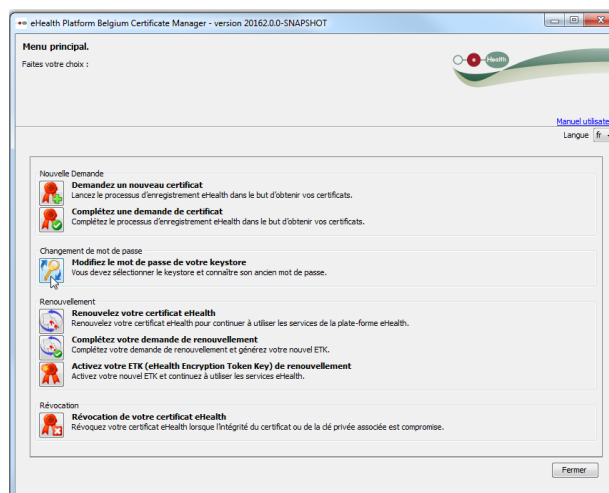 eHealth Platform Belgium Certificate Manager - version 20162.0.0-SNAPSHOT
Menu principal.
Faites votre choix :
Health
Manuel utilisate
Langue fr
Nouvelle Demande
Demandez un nouveau certificat
Lancez le processus d'enregistrement eHealth dans le but d'obtenir vos certificats.
Complétez une demande de certificat
Complétez le processus d'enregistrement eHealth dans le but d'obtenir vos certificats.
Changement de mot de passe
Modifiez le mot de passe de votre keystore
Vous devez sélectionner le keystore et connaître son ancien mot de passe.
Renouvellement
Renouvelez votre certificat eHealth
Renouvelez votre certificat eHealth pour continuer à utiliser les services de la plate-forme eHealth.
Complétez votre demande de renouvellement
Complétez votre demande de renouvellement et générez votre nouvel ETK.
Activez votre ETK (eHealth Encryption Token Key) de renouvellement
Activez votre nouvel ETK et continuez à utiliser les services eHealth.
Révocation
Révocation de votre certificat eHealth
Révoquez votre certificat eHealth lorsque l'intégrité du certificat ou de la clé privée associée est compromise.
Fermer